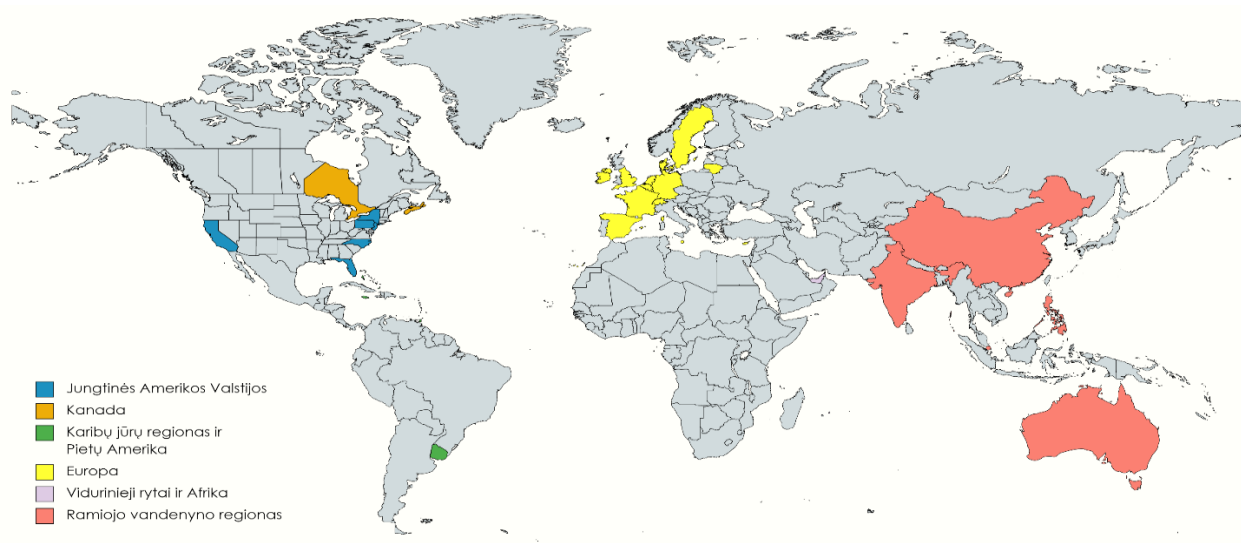 Jungtinės Amerikos Valstijos
Kanada
Karibų jūrų regionas ir
Pietų Amerika
Europa
Vidurinieji rytai ir Afrika
Ramiojo vandenyno regionas